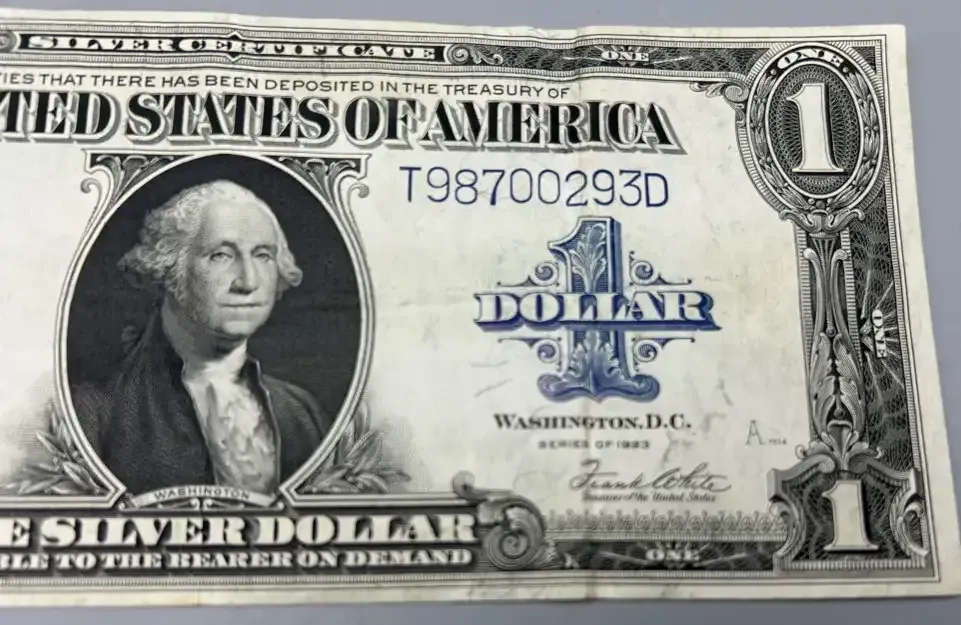 SILVER CERTIFICATE
ONE
ONE
1
IES THAT THERE HAS BEEN DEPOSITED IN THE TREASURY OF
TED STATES OF AMERICA
T98700293D
1
DOLLAR
ONE
WASHINGTON, D.C.
SERIES OF 1923
A
Frank White
Treasurer of the United States
WASHINGTON
E SILVER DOLLAR
BLE TO THE BEARER ON DEMAND
ONE
1